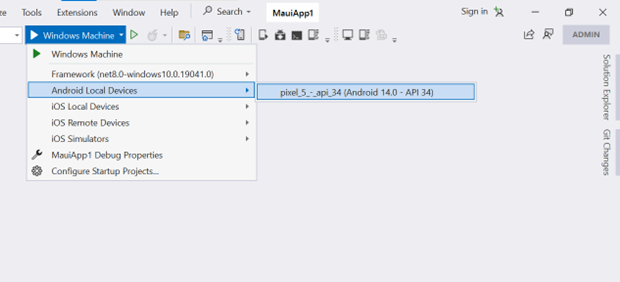 Tools Extensions Window Help Search MauiApp1 Sign in
Windows Machine ADMIN
Windows Machine
Framework (net8.0-windows10.0.19041.0)
Android Local Devices
pixel_5_-_api_34 (Android 14.0 - API 34)
iOS Local Devices
iOS Remote Devices
iOS Simulators
MauiApp1 Debug Properties
Configure Startup Projects...
Solution Explorer
Git Changes